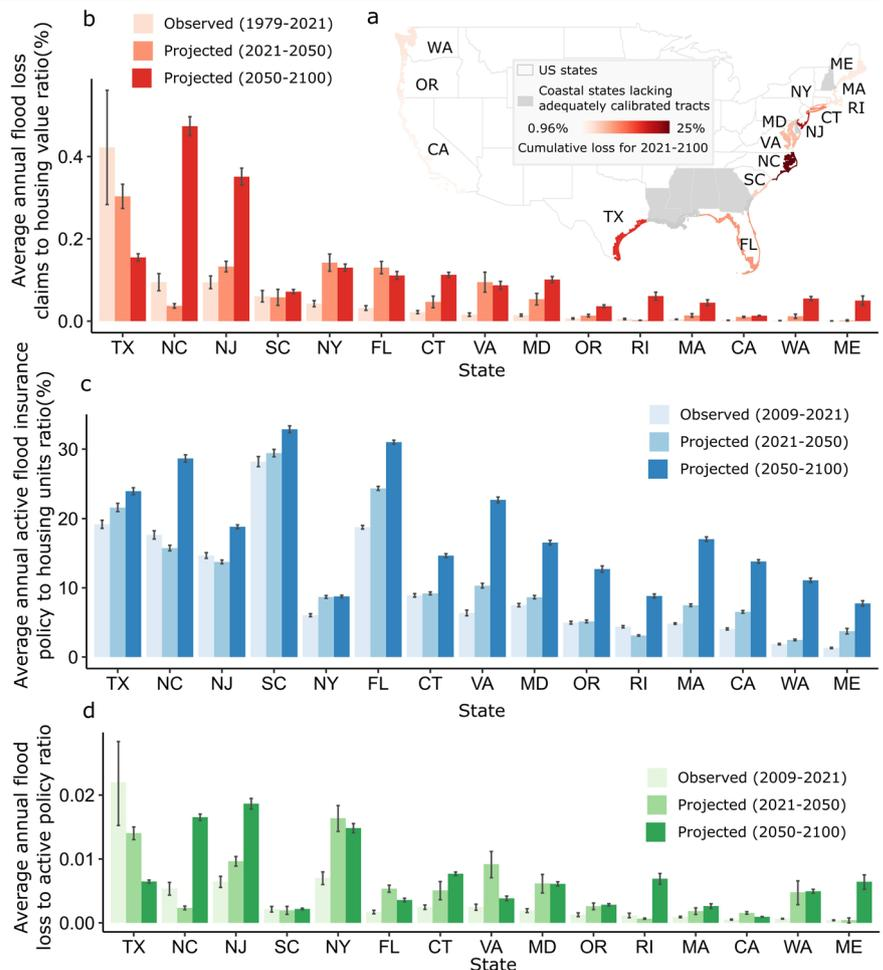 b
Observed (1979-2021)
Projected (2021-2050)
Projected (2050-2100)
Average annual flood loss
claims to housing value ratio(%)
0.4
0.2
0.0
TX NC NJ SC NY FL CT VA MD OR RI MA CA WA ME
State
a
WA
OR
CA
TX
ME
NY
MA
RI
CT
MD
NJ
VA
NC
SC
FL
US states
Coastal states lacking
adequately calibrated tracts
0.96% 25%
Cumulative loss for 2021-2100
c
Observed (2009-2021)
Projected (2021-2050)
Projected (2050-2100)
Average annual active flood insurance
policy to housing units ratio(%)
30
20
10
0
TX NC NJ SC NY FL CT VA MD OR RI MA CA WA ME
State
d
Observed (2009-2021)
Projected (2021-2050)
Projected (2050-2100)
Average annual flood
loss to active policy ratio
0.02
0.01
0.00
TX NC NJ SC NY FL CT VA MD OR RI MA CA WA ME
State